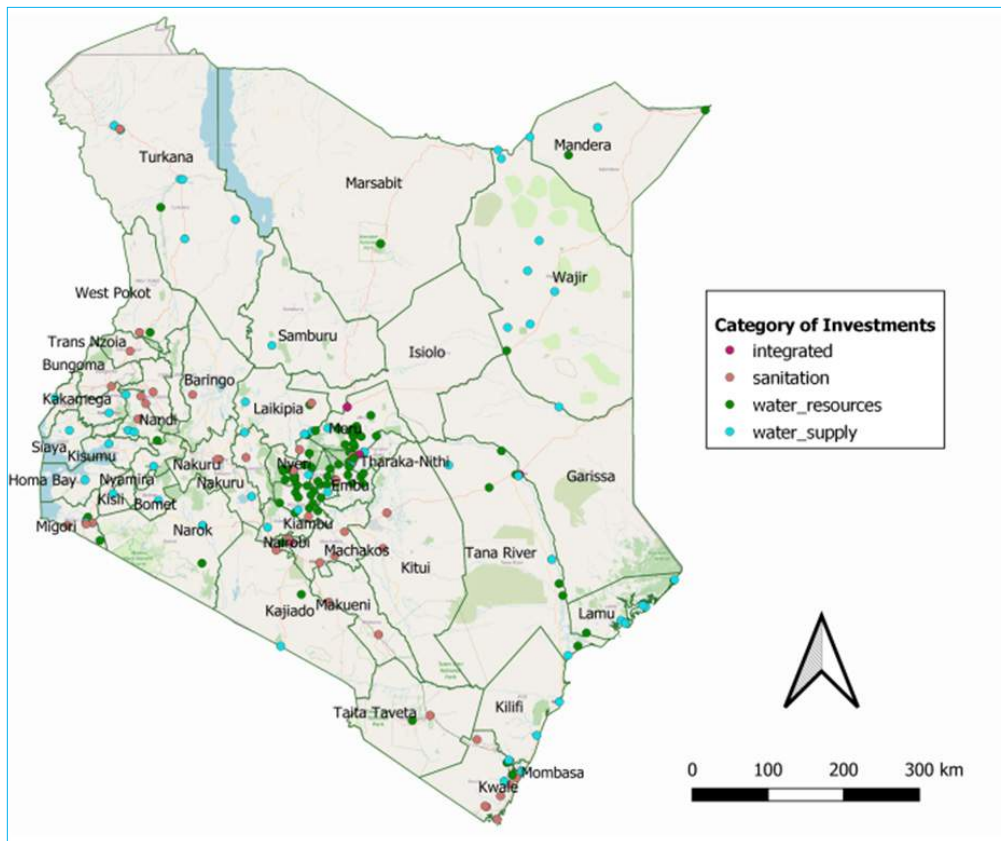 Mandera
Turkana
Marsabit
Wajir
West Pokot
Category of Investments
integrated
sanitation
water_resources
water_supply
Samburu
Trans Nzoia
Isiolo
Bungoma
Baringo
Kakamega
Laikipia
Nandi
Meru
Siaya
Kisumu
Nakuru
Nyeri
Tharaka-Nithi
Homa Bay
Nyamira
Nakuru
Embu
Garissa
Kisii
Bomet
Migori
Narok
Kiambu
Nairobi
Machakos
Tana River
Kitui
Kajiado
Makueni
Lamu
Taita Taveta
Kilifi
Mombasa
Kwale
0 100 200 300 km